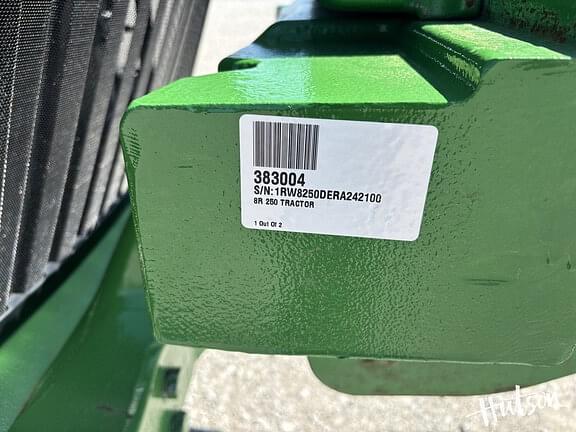 383004
S/N:1RW8250DERA242100
8R 250 TRACTOR
1 Out Of 2
Hutson